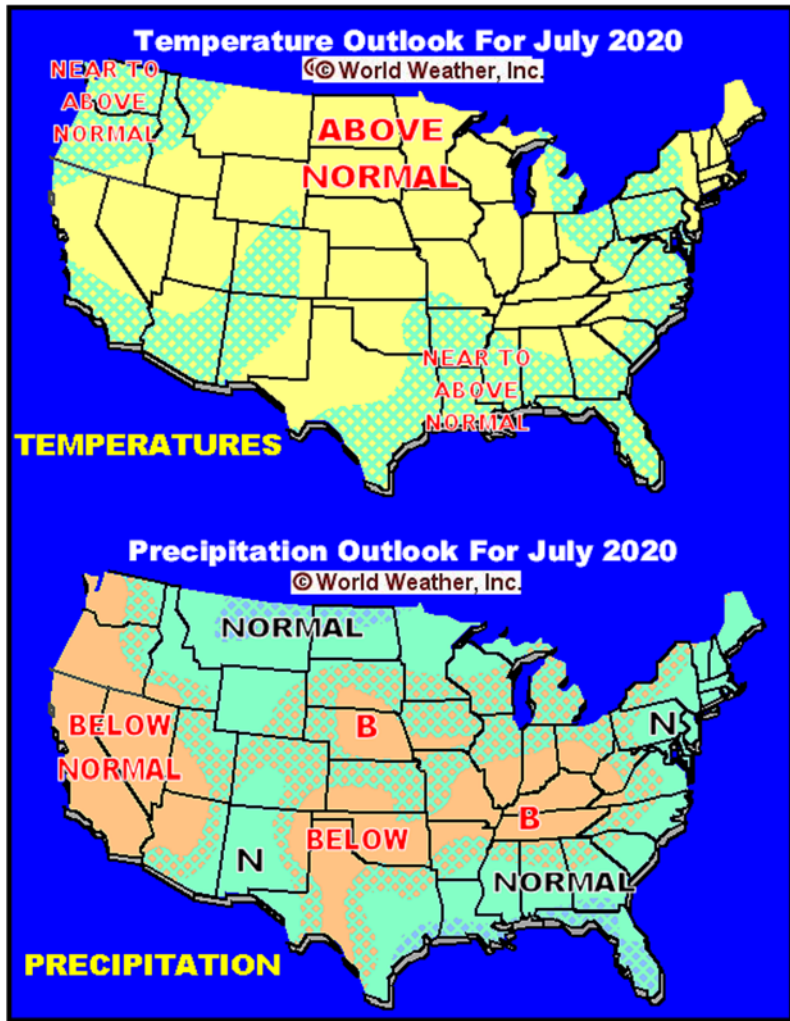 Temperature Outlook For July 2020
©© World Weather, Inc.
NEAR TO
ABOVE
NORMAL
ABOVE
NORMAL
NEAR TO
ABOVE
NORMAL
TEMPERATURES
Precipitation Outlook For July 2020
© World Weather, Inc.
NORMAL
BELOW
NORMAL
B
N
B
BELOW
N
NORMAL
PRECIPITATION